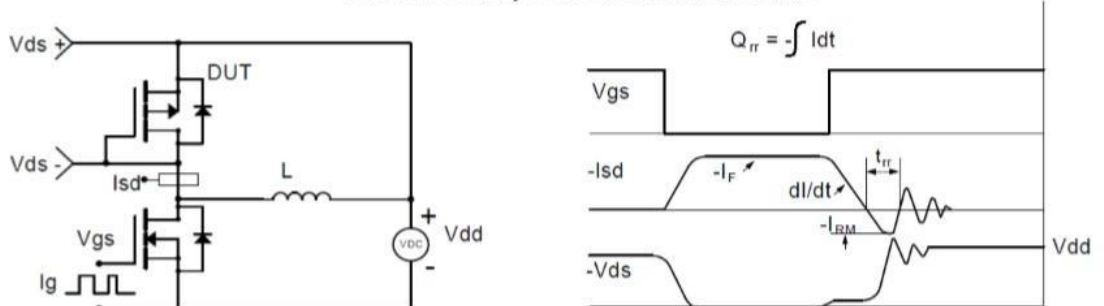 Vds +
DUT
Vds -
Isd
L
Vgs
Ig
VDC
+
-
Vdd
Qrr = -∫ Idt
Vgs
-Isd
-IF
dI/dt
trr
-IRM
-Vds
Vdd